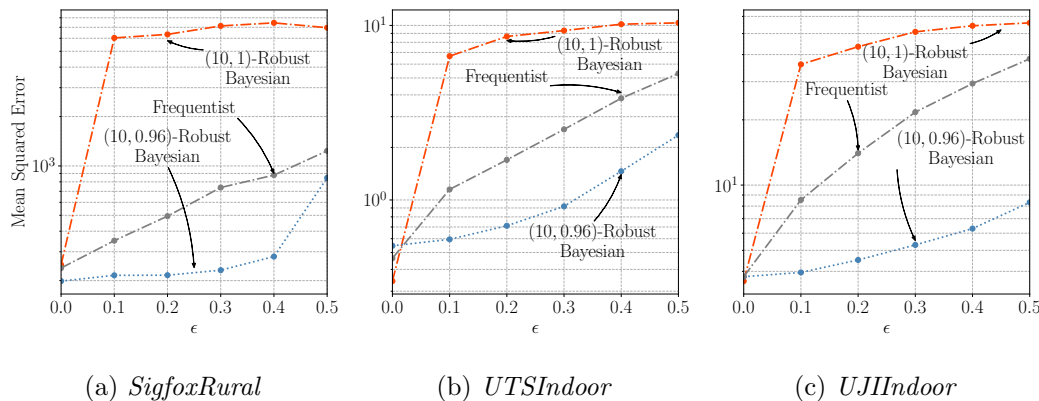 Mean Squared Error
10^3
(10, 1)-Robust
Bayesian
Frequentist
(10, 0.96)-Robust
Bayesian
0.0 0.1 0.2 0.3 0.4 0.5
ϵ
10^1
10^0
(10, 1)-Robust
Bayesian
Frequentist
(10, 0.96)-Robust
Bayesian
0.0 0.1 0.2 0.3 0.4 0.5
ϵ
10^1
(10, 1)-Robust
Bayesian
Frequentist
(10, 0.96)-Robust
Bayesian
0.0 0.1 0.2 0.3 0.4 0.5
ϵ
(a) SigfoxRural
(b) UTSIndoor
(c) UJIIndoor